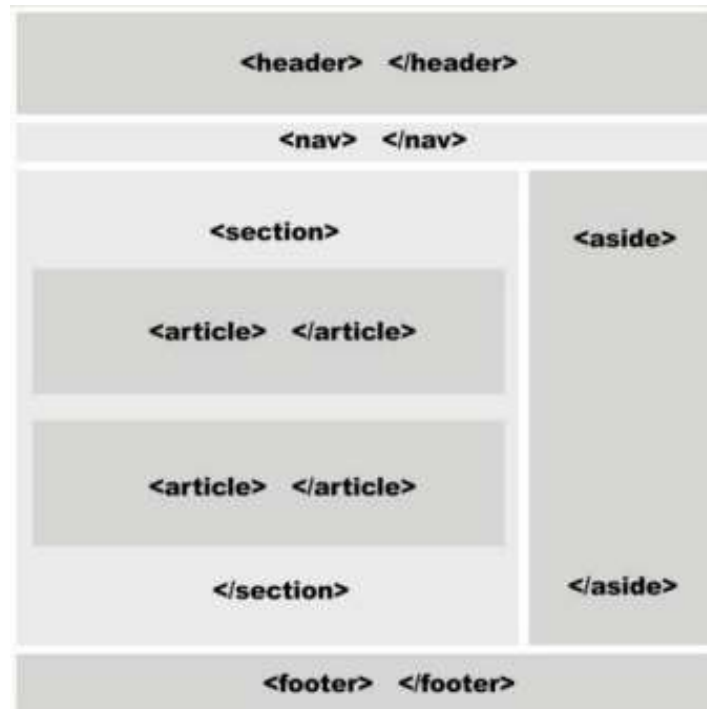 <header> </header>
<nav> </nav>
<section>
<article> </article>
<article> </article>
</section>
<aside>
</aside>
<footer> </footer>